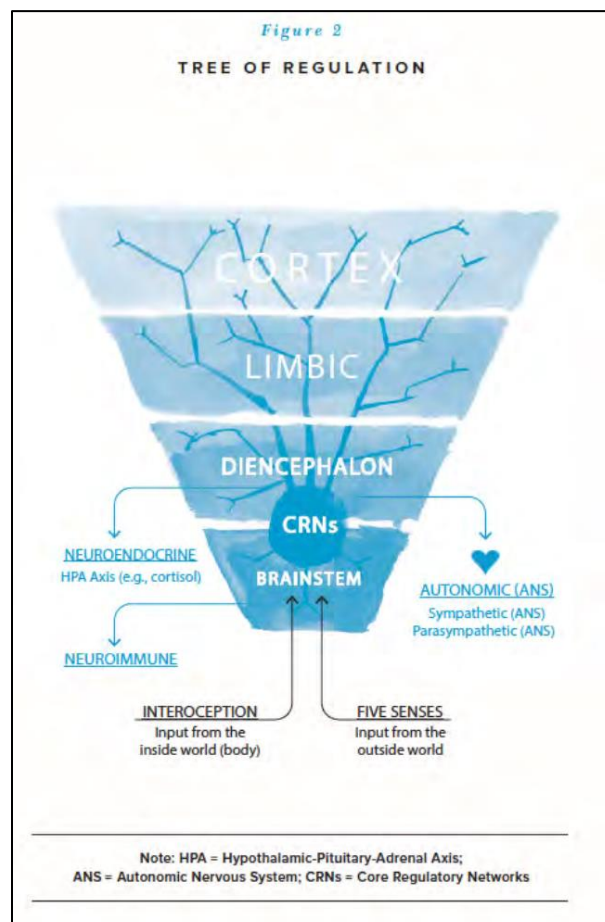 Figure 2
TREE OF REGULATION
CORTEX
LIMBIC
DIENCEPHALON
CRNs
BRAINSTEM
NEUROENDOCRINE
HPA Axis (e.g., cortisol)
NEUROIMMUNE
AUTONOMIC (ANS)
Sympathetic (ANS)
Parasympathetic (ANS)
INTEROCEPTION
Input from the
inside world (body)
FIVE SENSES
Input from the
outside world
Note: HPA = Hypothalamic-Pituitary-Adrenal Axis;
ANS = Autonomic Nervous System; CRNs = Core Regulatory Networks